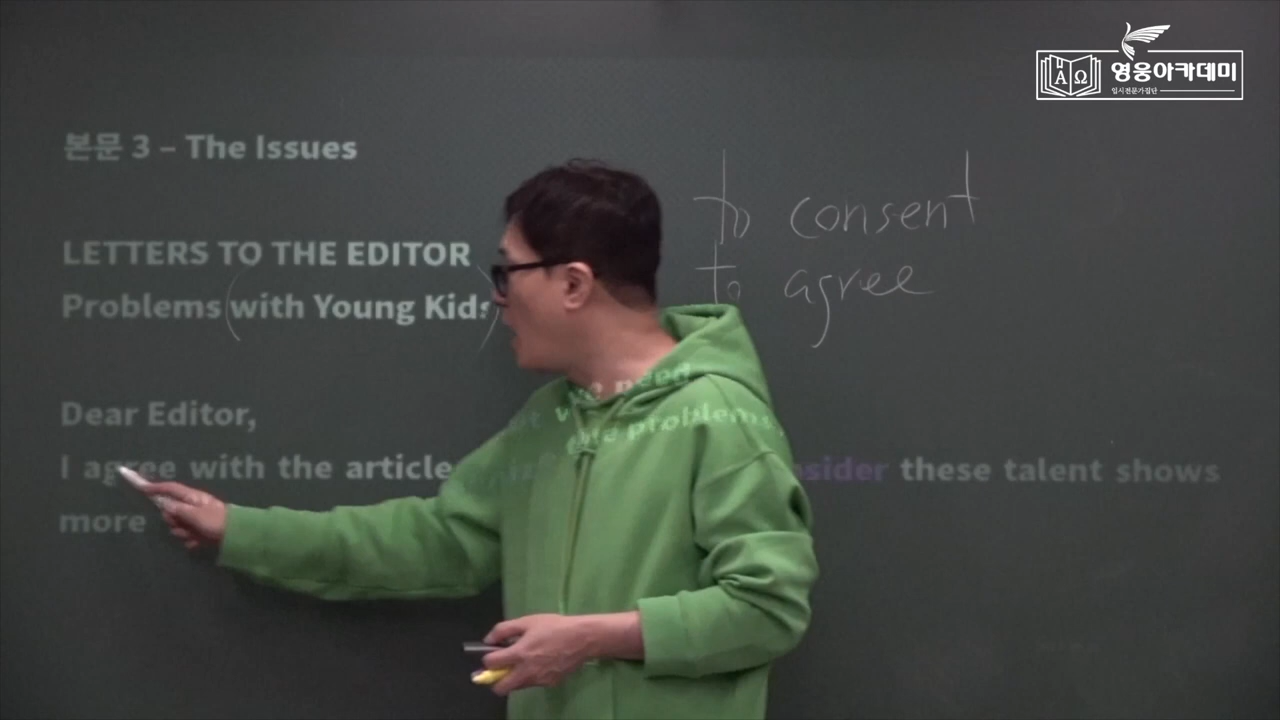 영웅아카데미
입시전문가집단
본문 3 – The Issues
to consent
LETTERS TO THE EDITOR
to agree
Problems (with Young Kids)
need
problems.
Dear Editor,
I agree with the article these talent shows
more